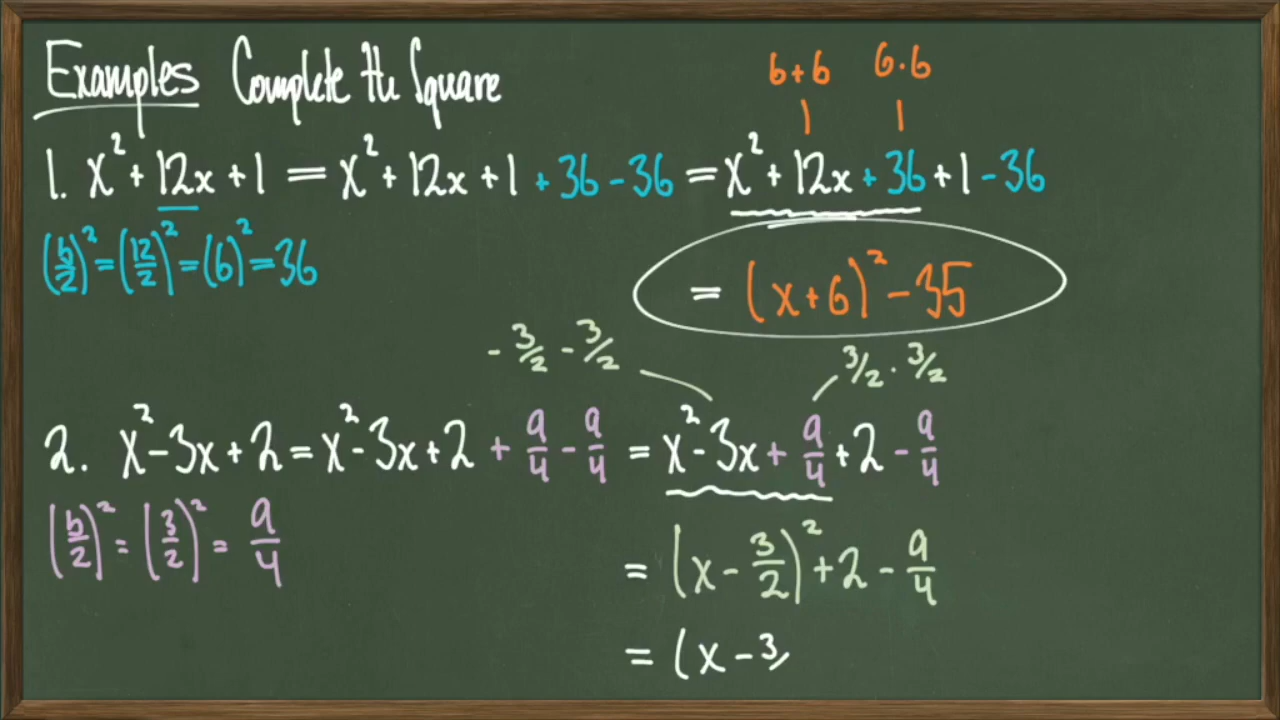 Examples Complete the Square
6+6 6·6
1. x² + 12x + 1 = x² + 12x + 1 + 36 - 36 = x² + 12x + 36 + 1 - 36
(b/2)² = (12/2)² = (6)² = 36
= (x + 6)² - 35
- 3/2 - 3/2 3/2 · 3/2
2. x² - 3x + 2 = x² - 3x + 2 + 9/4 - 9/4 = x² - 3x + 9/4 + 2 - 9/4
(b/2)² = (3/2)² = 9/4
= (x - 3/2)² + 2 - 9/4
= (x - 3/